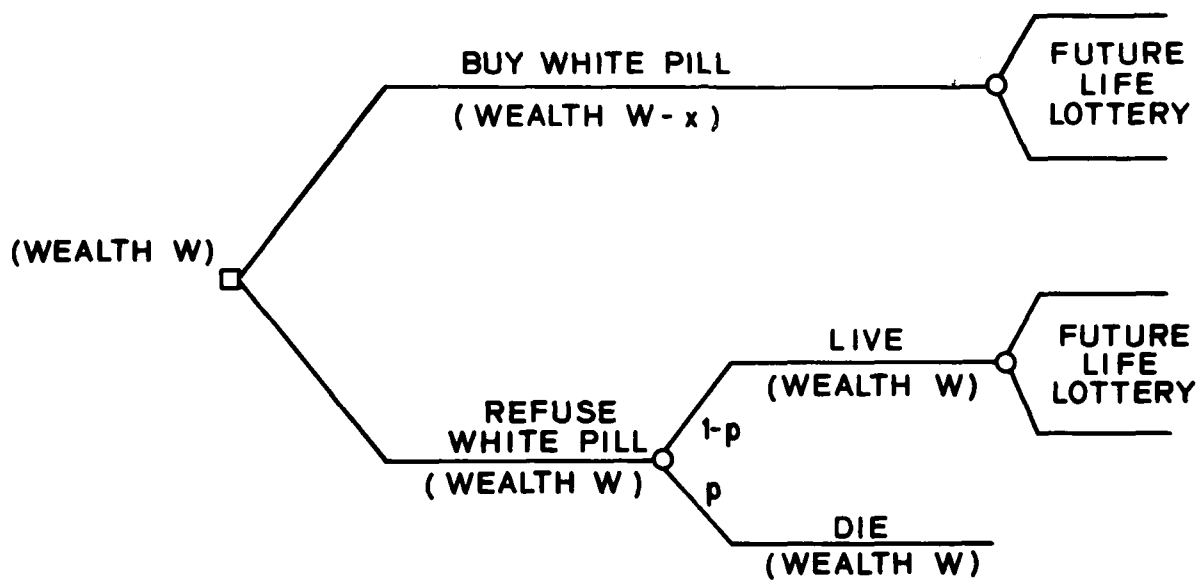 BUY WHITE PILL
(WEALTH W-x)
FUTURE
LIFE
LOTTERY
(WEALTH W)
REFUSE
WHITE PILL
(WEALTH W)
1-p
p
LIVE
(WEALTH W)
FUTURE
LIFE
LOTTERY
DIE
(WEALTH W)